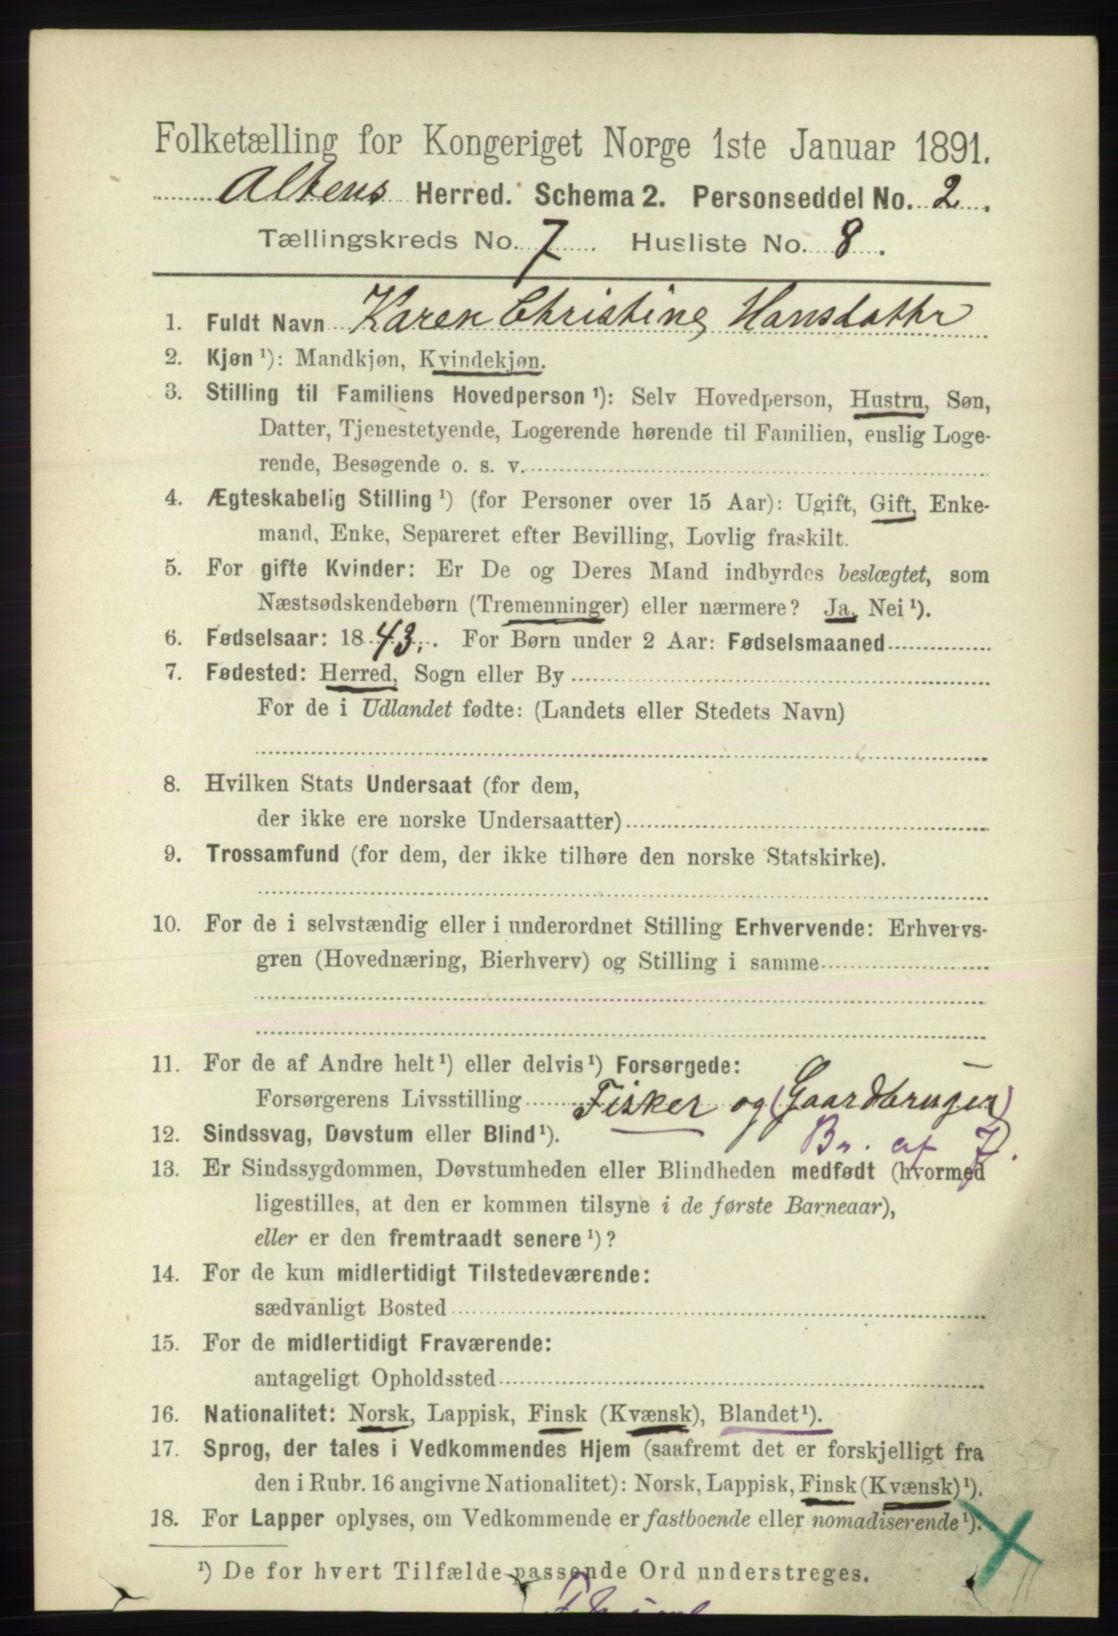 Folketælling for Kongeriget Norge 1ste Januar 1891.
Altens Herred. Schema 2. Personseddel No. 2.
Tællingskreds No. 7. Husliste No. 8.
1. Fuldt Navn Karen Christine Hansdatter
2. Kjøn ¹): Mandkjøn, Kvindekjøn.
3. Stilling til Familiens Hovedperson ¹): Selv Hovedperson, Hustru, Søn,
Datter, Tjenestetyende, Logerende hørende til Familien, enslig Loge-
rende, Besøgende o. s. v.
4. Ægteskabelig Stilling ¹) (for Personer over 15 Aar): Ugift, Gift, Enke-
mand, Enke, Separeret efter Bevilling, Lovlig fraskilt.
5. For gifte Kvinder: Er De og Deres Mand indbyrdes beslægtet, som
Næstsødskendebørn (Tremenninger) eller nærmere? Ja, Nei ¹).
6. Fødselsaar: 1843. For Børn under 2 Aar: Fødselsmaaned
7. Fødested: Herred, Sogn eller By
For de i Udlandet fødte: (Landets eller Stedets Navn)
8. Hvilken Stats Undersaat (for dem,
der ikke ere norske Undersaatter)
9. Trossamfund (for dem, der ikke tilhøre den norske Statskirke).
10. For de i selvstændig eller i underordnet Stilling Erhvervende: Erhvervs-
gren (Hovednæring, Bierhverv) og Stilling i samme
11. For de af Andre helt ¹) eller delvis ¹) Forsørgede:
Forsørgerens Livsstilling Fisker og (Gaardbruger)
12. Sindssvag, Døvstum eller Blind ¹). Br. af J.
13. Er Sindssygdommen, Døvstumheden eller Blindheden medfødt (hvormed
ligestilles, at den er kommen tilsyne i de første Barneaar),
eller er den fremtraadt senere ¹)?
14. For de kun midlertidigt Tilstedeværende:
sædvanligt Bosted
15. For de midlertidigt Fraværende:
antageligt Opholdssted
16. Nationalitet: Norsk, Lappisk, Finsk (Kvænsk), Blandet ¹).
17. Sprog, der tales i Vedkommendes Hjem (saafremt det er forskjelligt fra
den i Rubr. 16 angivne Nationalitet): Norsk, Lappisk, Finsk (Kvænsk) ¹).
18. For Lapper oplyses, om Vedkommende er fastboende eller nomadiserende ¹).
¹) De for hvert Tilfælde passende Ord understreges.